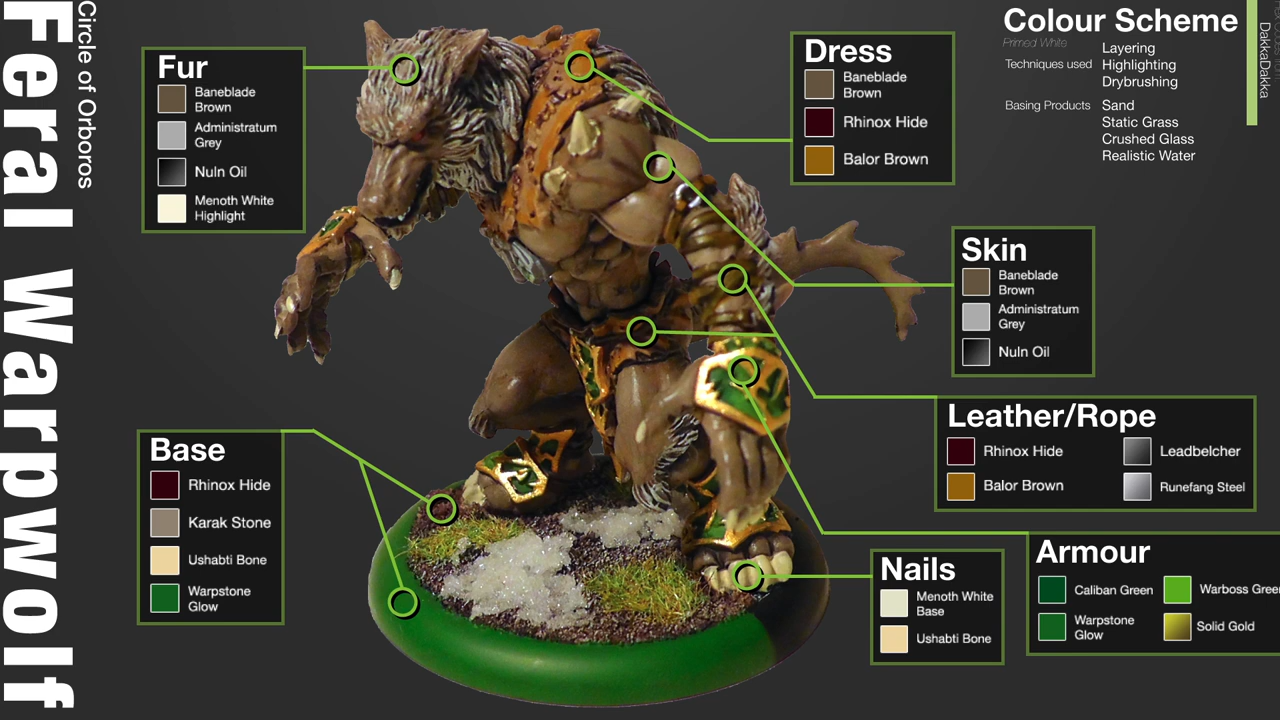 Feral Warpwolf
Circle of Orboros
Fur
Baneblade
Brown
Administratum
Grey
Nuln Oil
Menoth White
Highlight
Dress
Baneblade
Brown
Rhinox Hide
Balor Brown
Colour Scheme
Primed White
Techniques used
Layering
Highlighting
Drybrushing
Basing Products
Sand
Static Grass
Crushed Glass
Realistic Water
DakkaDakka
Skin
Baneblade
Brown
Administratum
Grey
Nuln Oil
Leather/Rope
Rhinox Hide
Leadbelcher
Balor Brown
Runefang Steel
Base
Rhinox Hide
Karak Stone
Ushabti Bone
Warpstone
Glow
Nails
Menoth White
Base
Ushabti Bone
Armour
Caliban Green
Warboss Green
Warpstone
Glow
Solid Gold